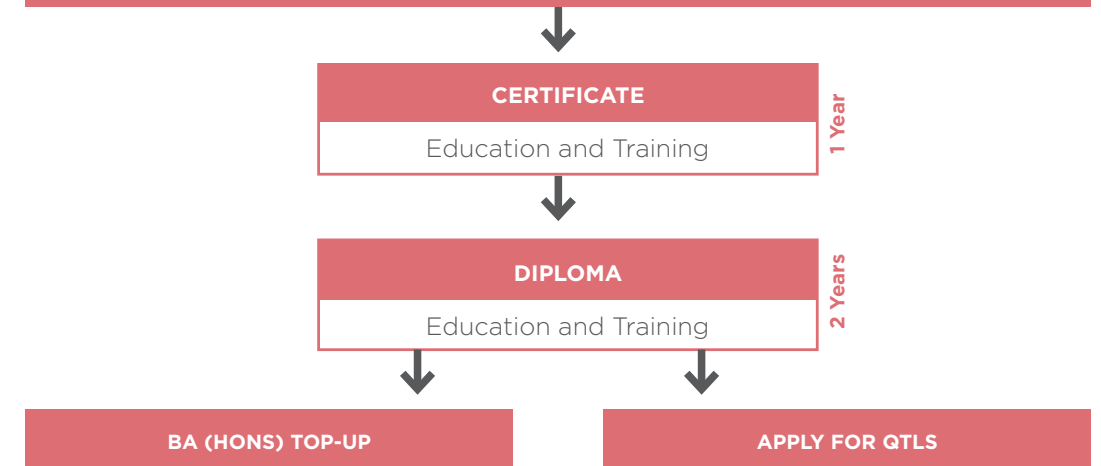 CERTIFICATE
Education and Training
1 Year
DIPLOMA
Education and Training
2 Years
BA (HONS) TOP-UP
APPLY FOR QTLS